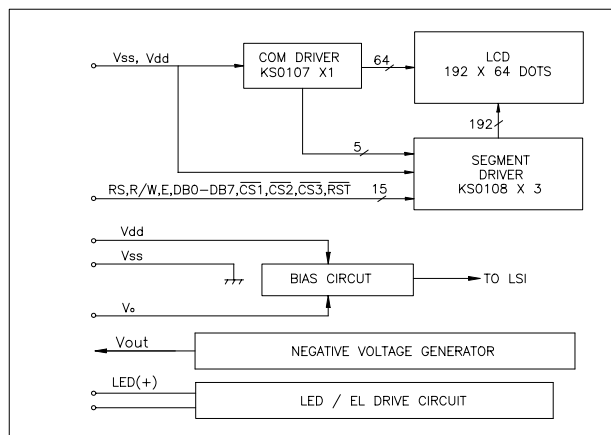 Vss, Vdd
COM DRIVER
KS0107 X1
64
LCD
192 X 64 DOTS
192
5
SEGMENT
DRIVER
KS0108 X 3
RS,R/W,E,DB0-DB7,CS1,CS2,CS3,RST
15
Vdd
Vss
BIAS CIRCUT
TO LSI
Vo
Vout
NEGATIVE VOLTAGE GENERATOR
LED(+)
LED / EL DRIVE CIRCUIT